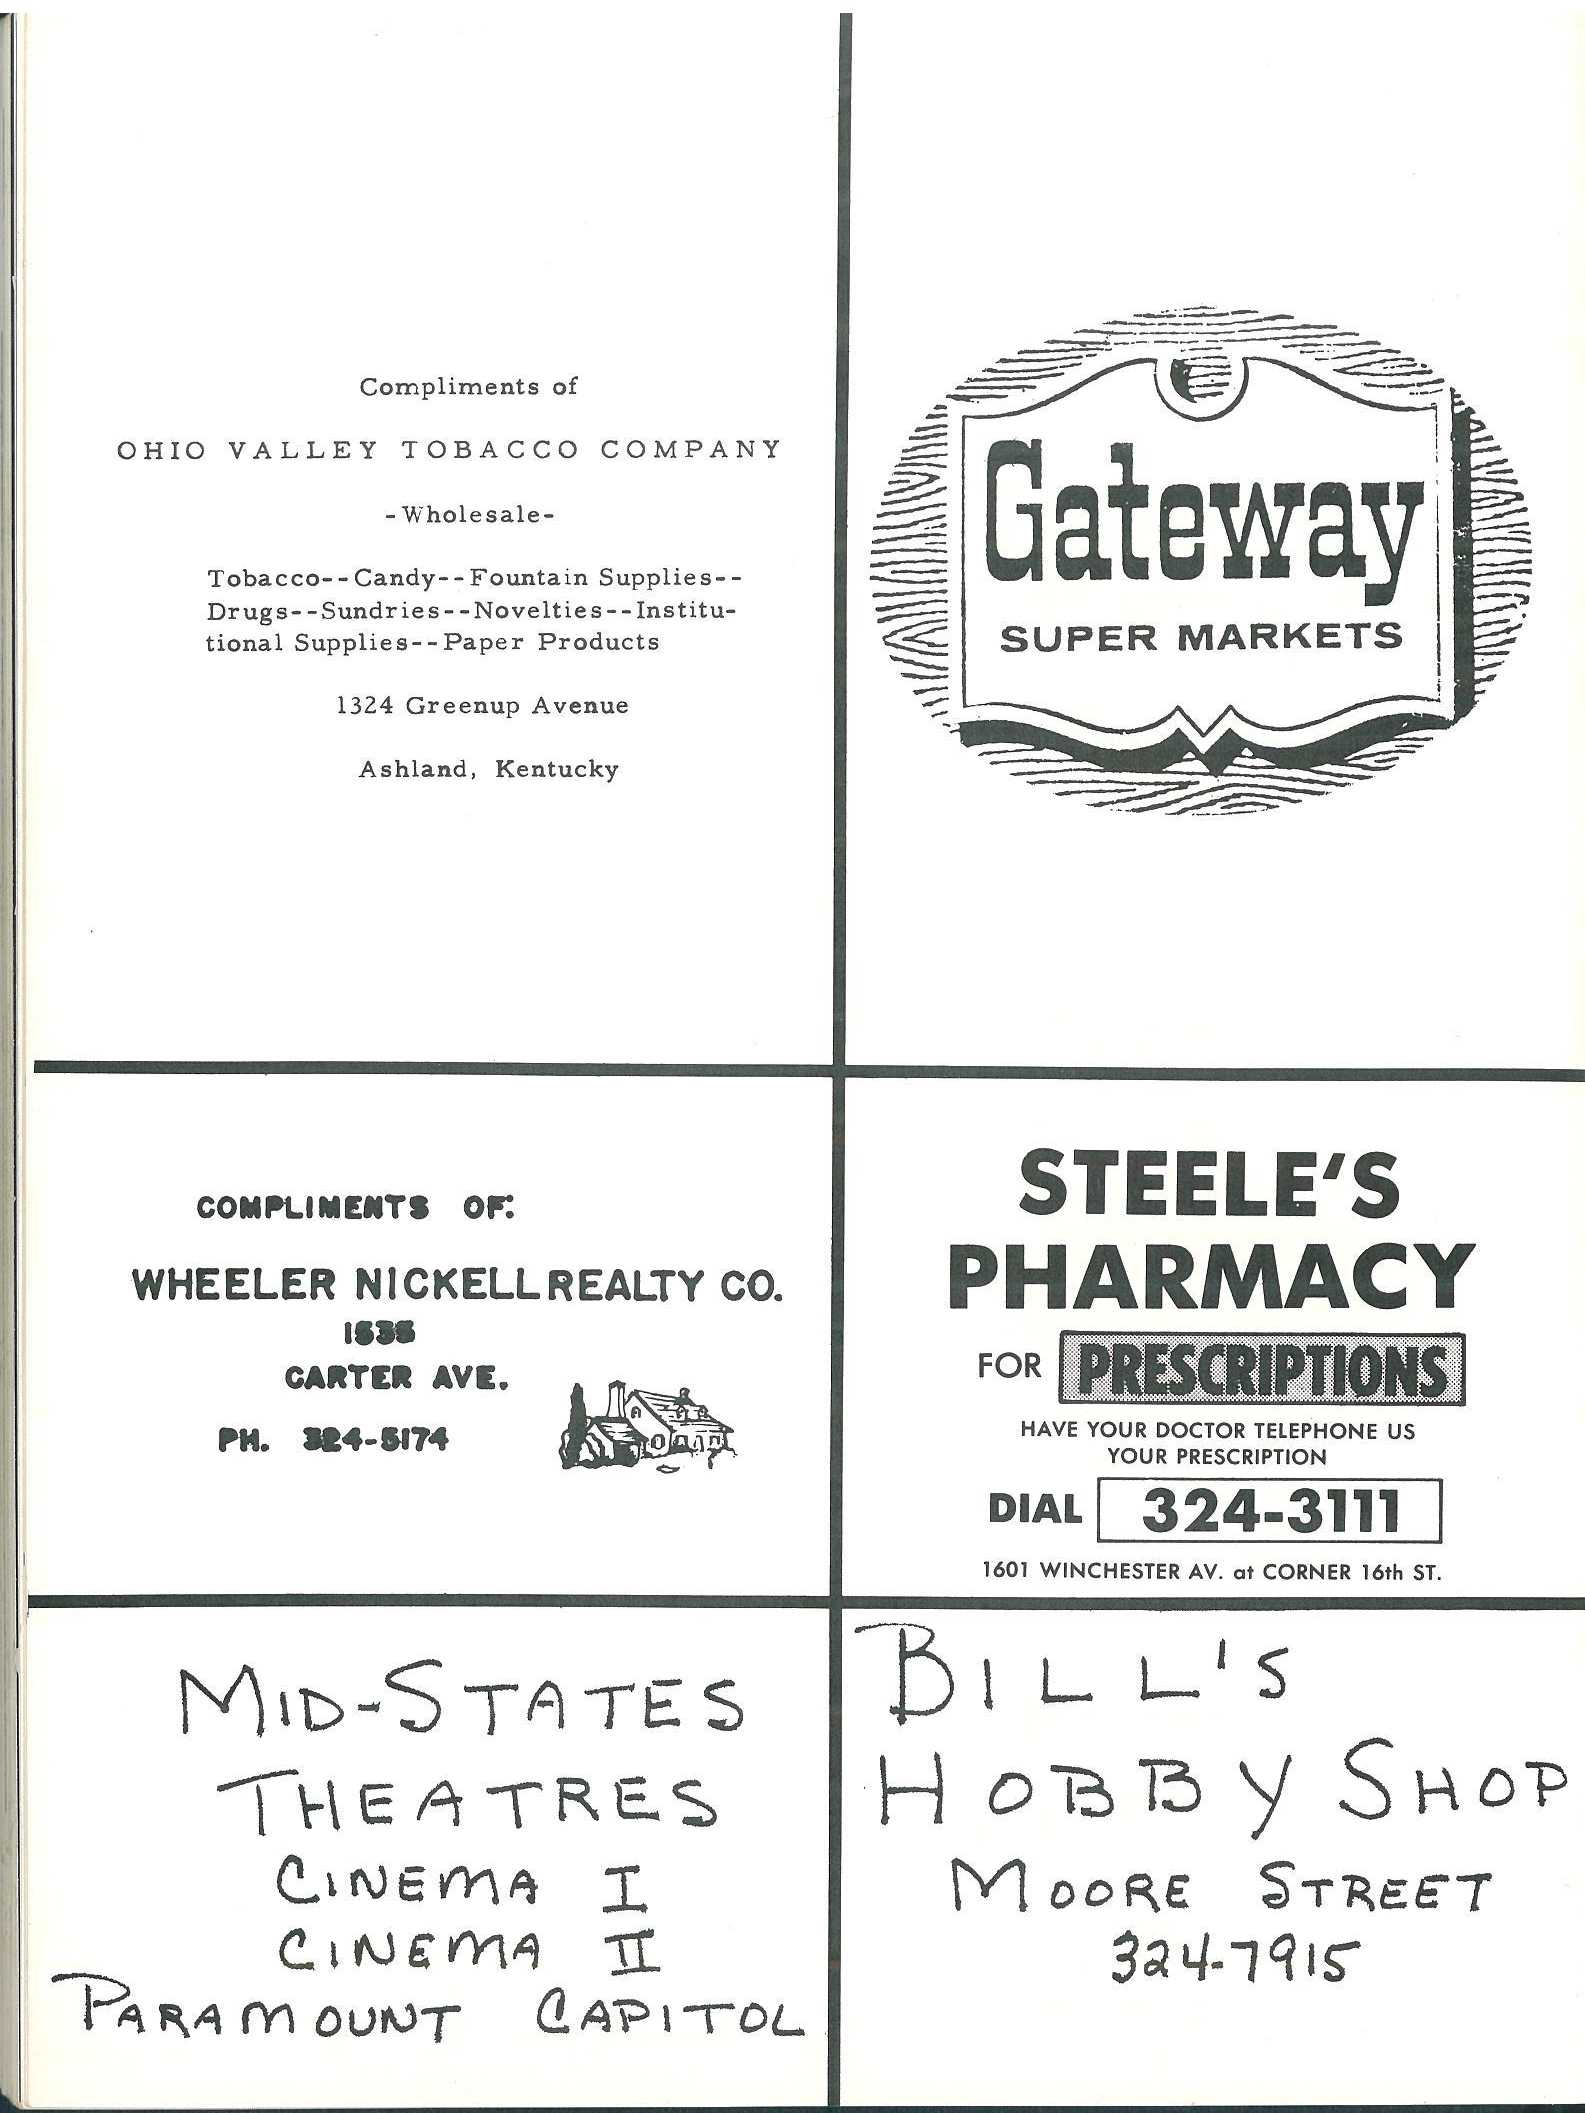 Compliments of
OHIO VALLEY TOBACCO COMPANY
-Wholesale-
Tobacco--Candy--Fountain Supplies--
Drugs--Sundries--Novelties--Institu-
tional Supplies--Paper Products
1324 Greenup Avenue
Ashland, Kentucky
Gateway
SUPER MARKETS
COMPLIMENTS OF:
WHEELER NICKELL REALTY CO.
CARTER AVE.
PH. 324-5174
STEELE'S
PHARMACY
FOR PRESCRIPTIONS
HAVE YOUR DOCTOR TELEPHONE US
YOUR PRESCRIPTION
DIAL 324-3111
1601 WINCHESTER AV. at CORNER 16th ST.
MID-STATES
THEATRES
CINEMA I
CINEMA II
PARAMOUNT CAPITOL
BILL'S
HOBBY SHOP
MOORE STREET
324-7915